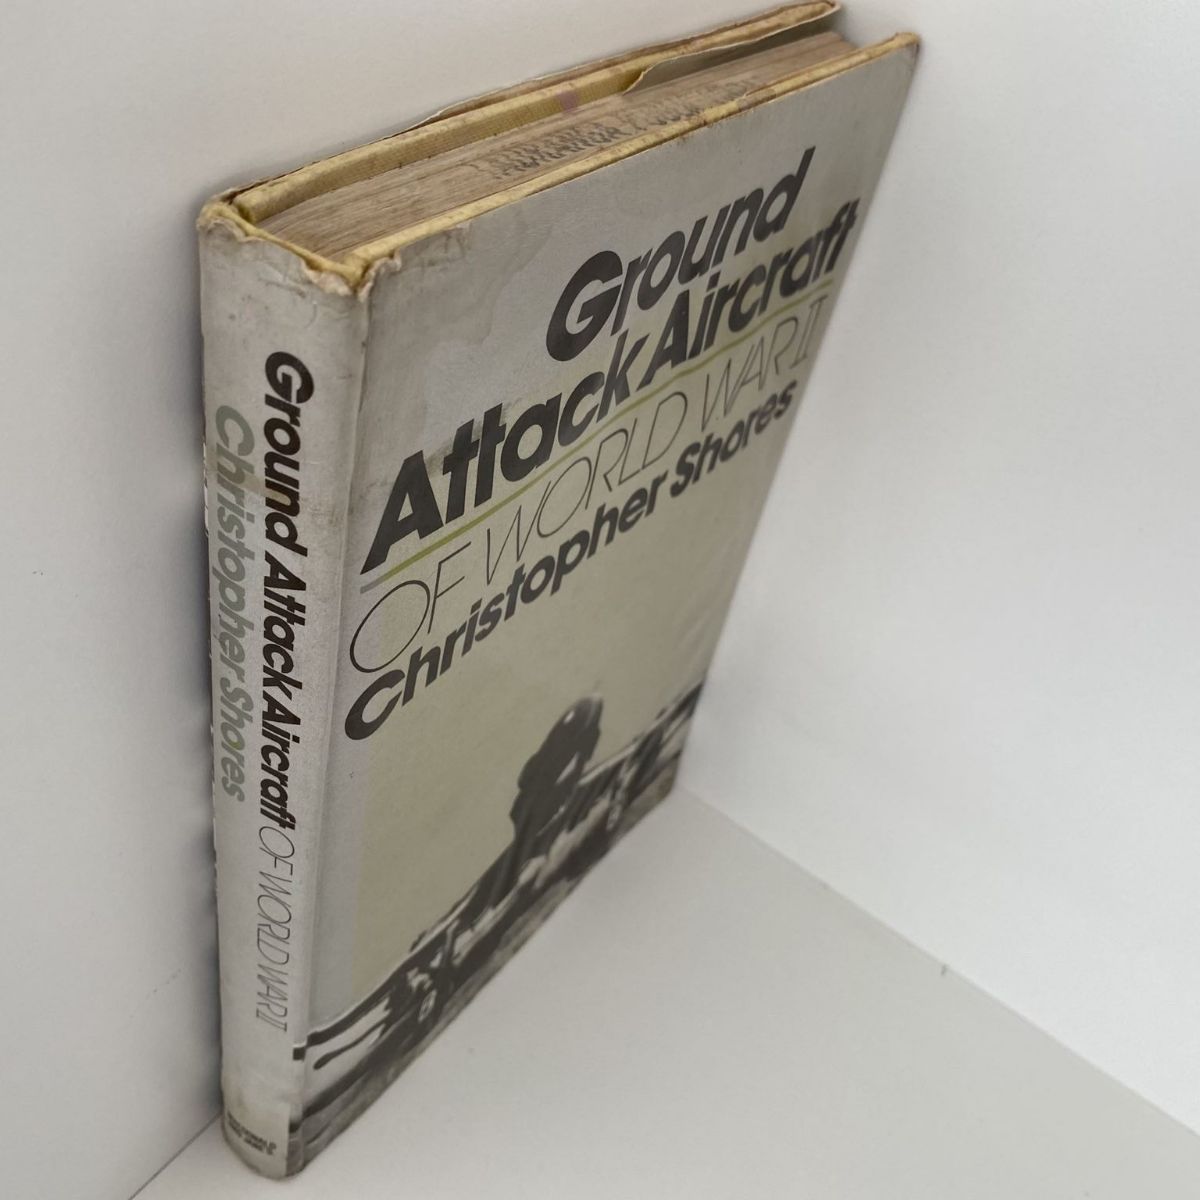 Ground
Attack Aircraft
OF WORLD WAR II
Christopher Shores
Ground Attack Aircraft OF WORLD WAR II
Christopher Shores